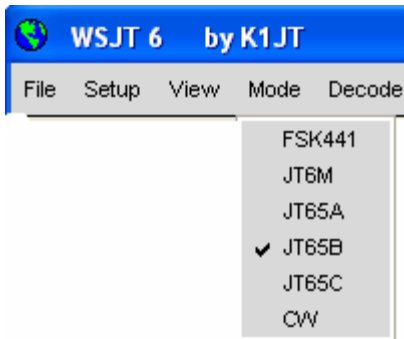 WSJT 6 by K1JT
File Setup View Mode Decode
FSK441
JT6M
JT65A
JT65B
JT65C
CW